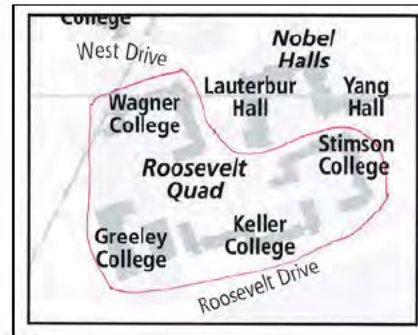 College
West Drive
Nobel
Halls
Wagner
College
Lauterbur
Hall
Yang
Hall
Stimson
College
Roosevelt
Quad
Greeley
College
Keller
College
Roosevelt Drive